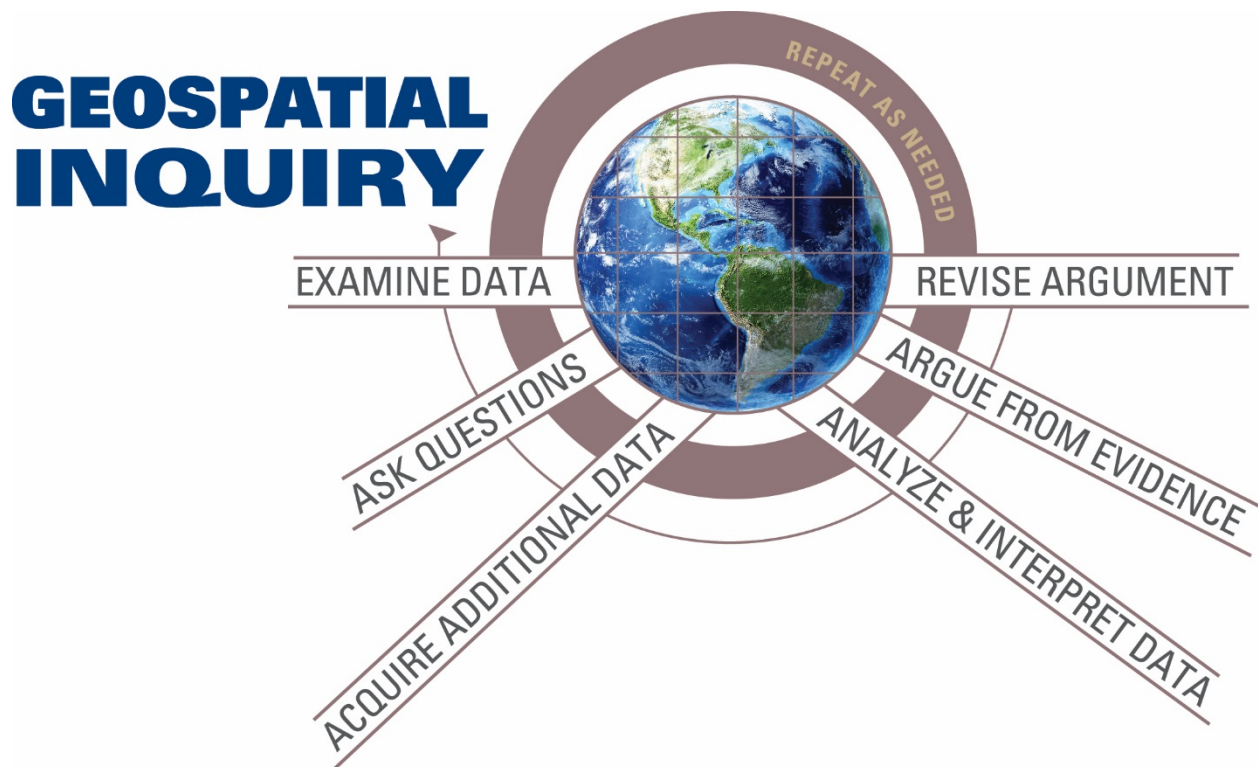 GEOSPATIAL
INQUIRY
REPEAT AS NEEDED
EXAMINE DATA
ASK QUESTIONS
ACQUIRE ADDITIONAL DATA
ANALYZE & INTERPRET DATA
ARGUE FROM EVIDENCE
REVISE ARGUMENT